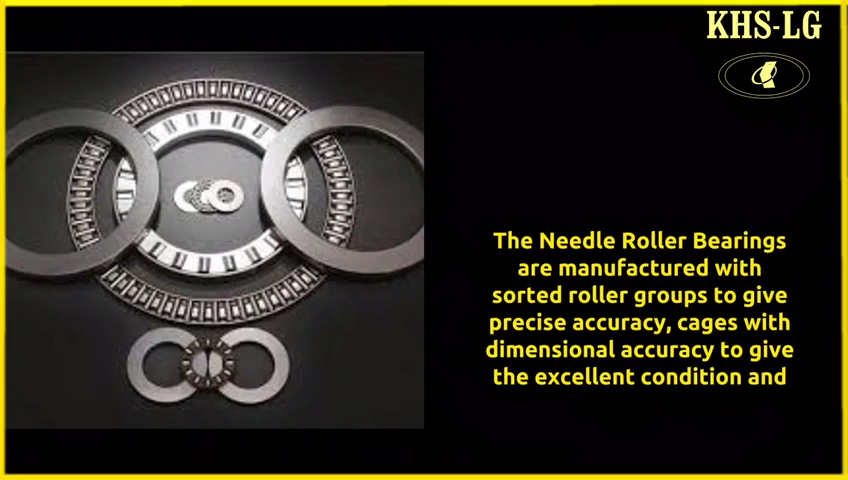 KHS-LG
The Needle Roller Bearings
are manufactured with
sorted roller groups to give
precise accuracy, cages with
dimensional accuracy to give
the excellent condition and